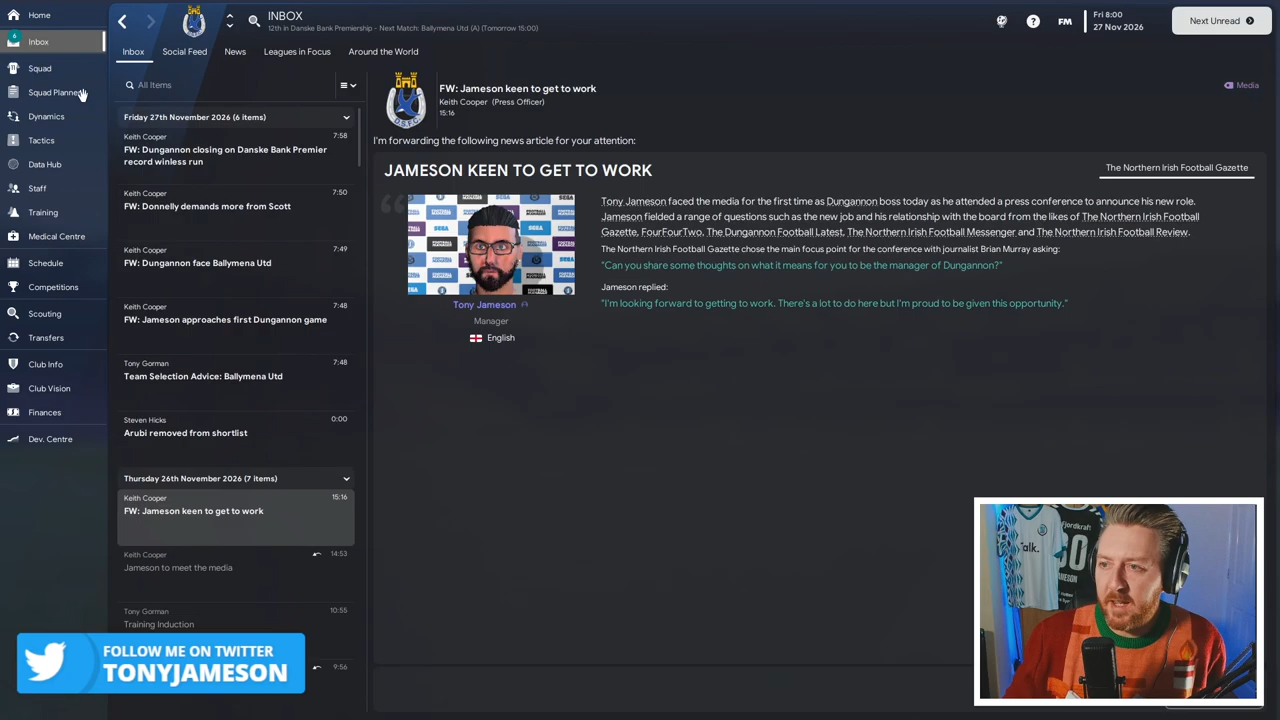 Home
6
Inbox
Squad
Squad Planner
Dynamics
Tactics
Data Hub
Staff
Training
Medical Centre
Schedule
Competitions
Scouting
Transfers
Club Info
Club Vision
Finances
Dev. Centre
INBOX
12th in Danske Bank Premiership - Next Match: Ballymena Utd (A) (Tomorrow 15:00)
?
FM
Fri 8:00
27 Nov 2026
Next Unread
Inbox
Social Feed
News
Leagues in Focus
Around the World
All Items
Friday 27th November 2026 (6 items)
Keith Cooper
7:58
FW: Dungannon closing on Danske Bank Premier
record winless run
Keith Cooper
7:50
FW: Donnelly demands more from Scott
Keith Cooper
7:49
FW: Dungannon face Ballymena Utd
Keith Cooper
7:48
FW: Jameson approaches first Dungannon game
Tony Gorman
7:48
Team Selection Advice: Ballymena Utd
Steven Hicks
0:00
Arubi removed from shortlist
Thursday 26th November 2026 (7 items)
Keith Cooper
15:16
FW: Jameson keen to get to work
Keith Cooper
14:53
Jameson to meet the media
Tony Gorman
10:55
Training Induction
9:56
FW: Jameson keen to get to work
Keith Cooper (Press Officer)
15:16
Media
I'm forwarding the following news article for your attention:
JAMESON KEEN TO GET TO WORK
The Northern Irish Football Gazette
Tony Jameson
Manager
English
Tony Jameson faced the media for the first time as Dungannon boss today as he attended a press conference to announce his new role.
Jameson fielded a range of questions such as the new job and his relationship with the board from the likes of The Northern Irish Football
Gazette, FourFourTwo, The Dungannon Football Latest, The Northern Irish Football Messenger and The Northern Irish Football Review.
The Northern Irish Football Gazette chose the main focus point for the conference with journalist Brian Murray asking:
"Can you share some thoughts on what it means for you to be the manager of Dungannon?"
Jameson replied:
"I'm looking forward to getting to work. There's a lot to do here but I'm proud to be given this opportunity."
FOLLOW ME ON TWITTER
TONYJAMESON
Talk.
Fjordkraft